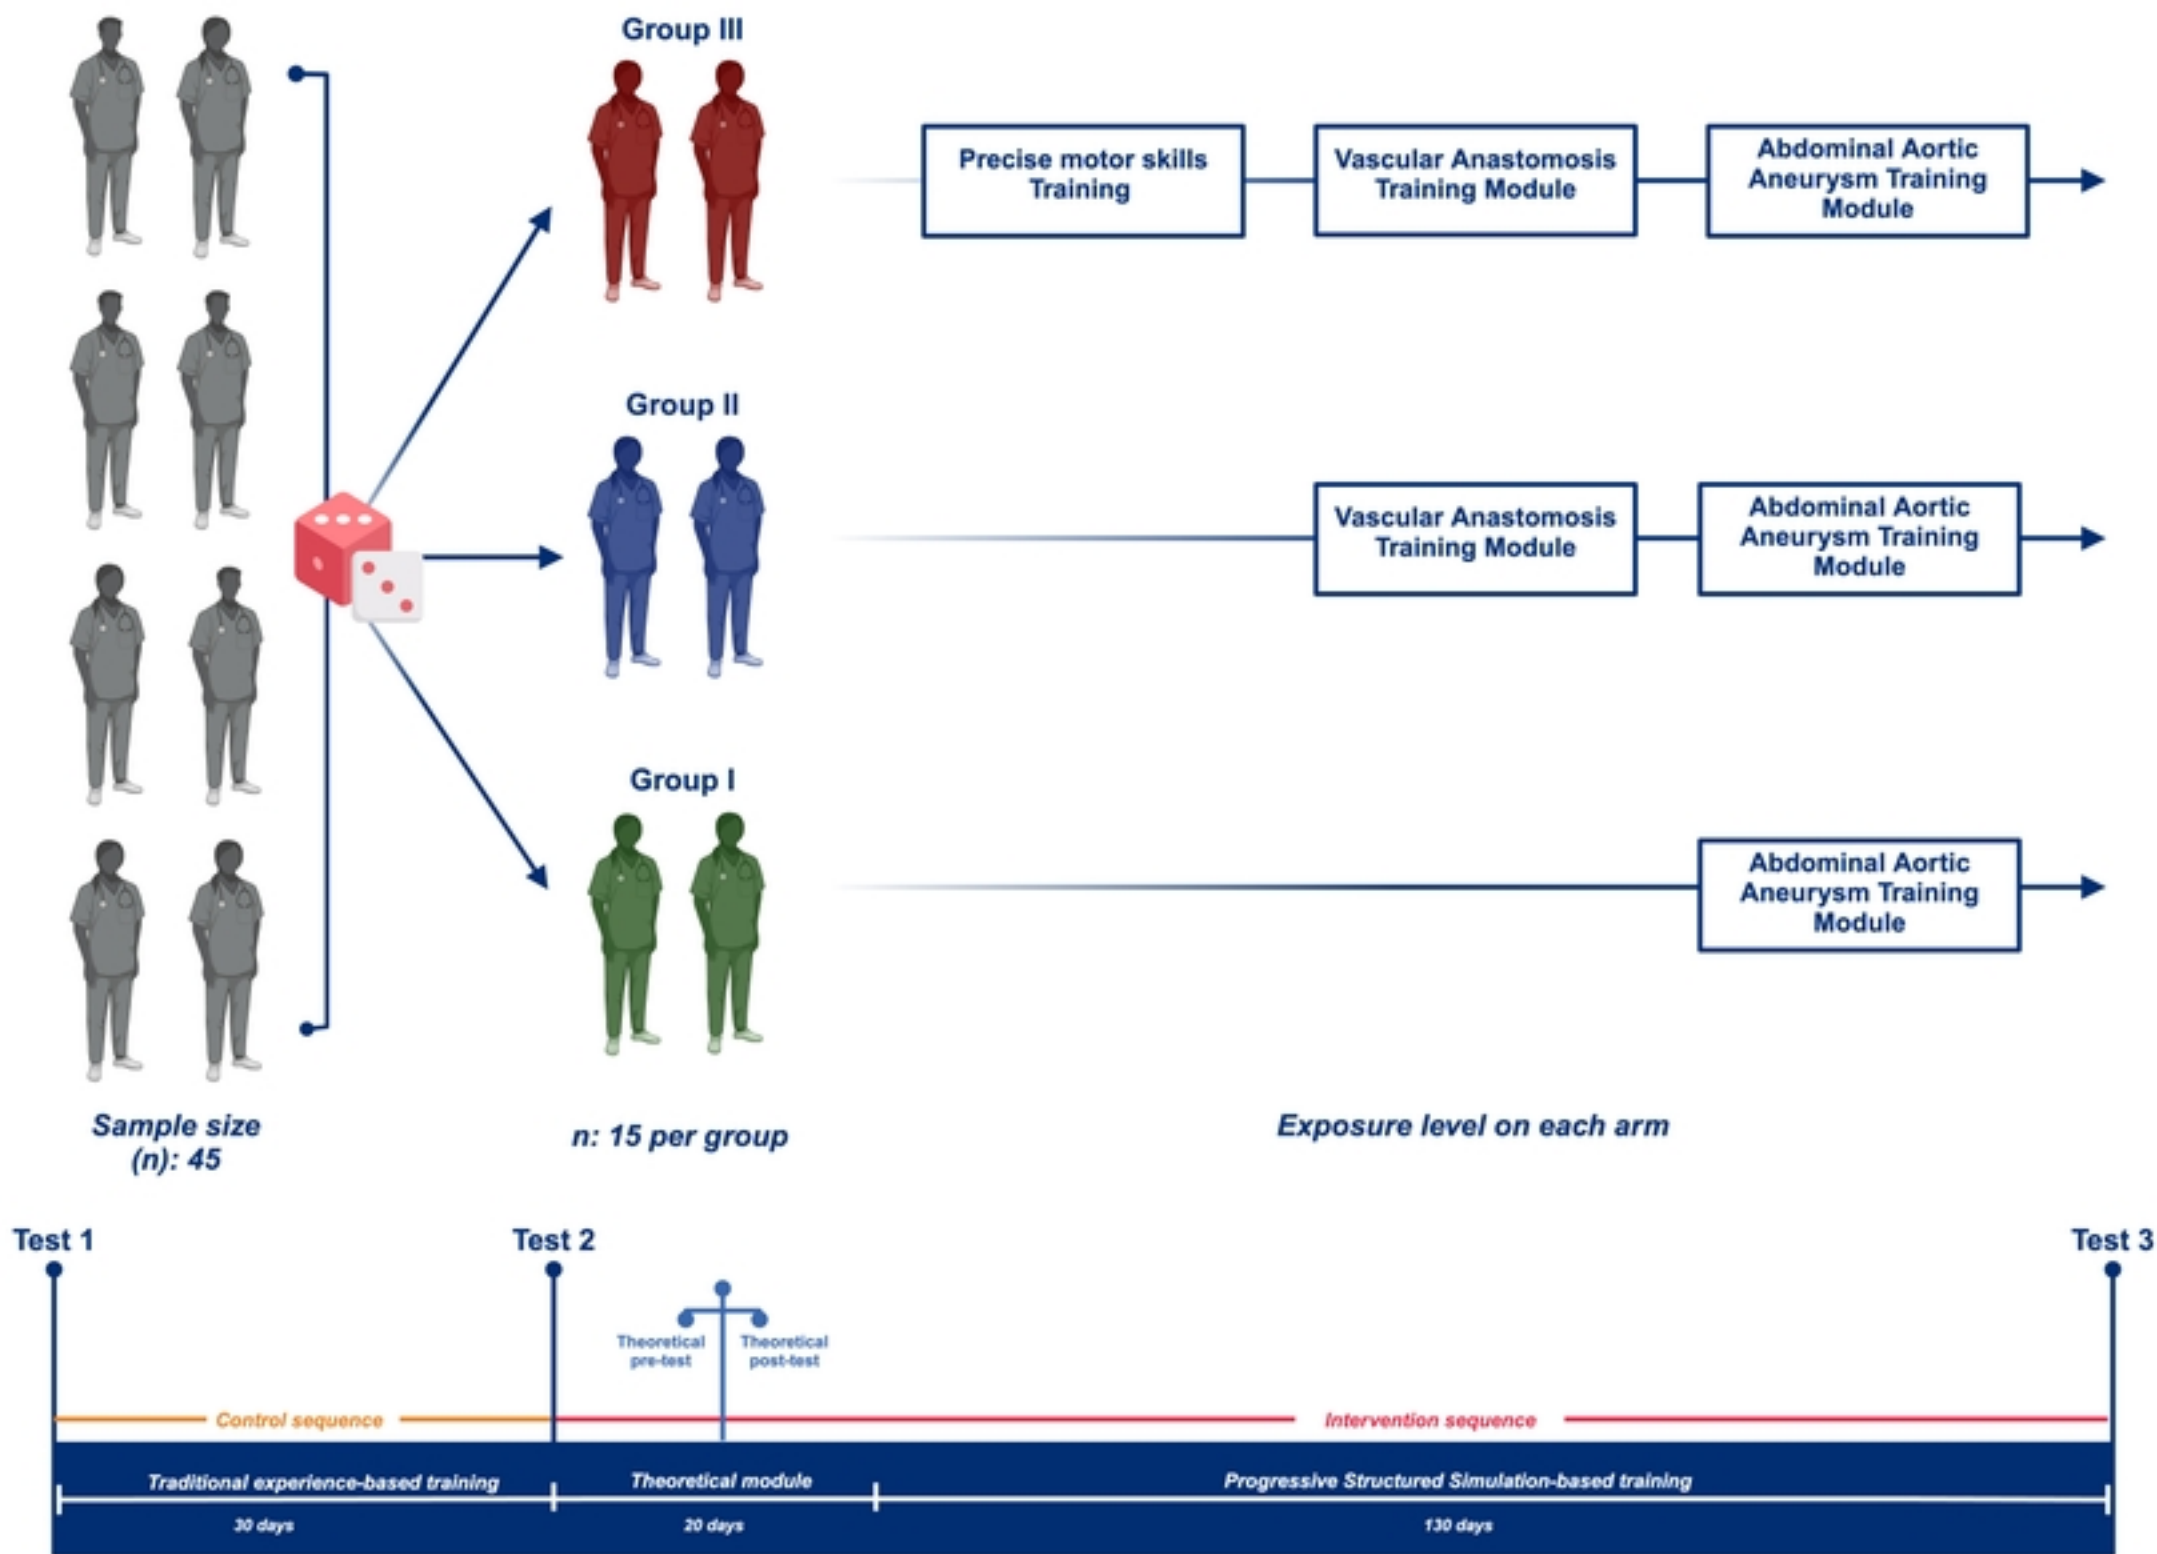 Group III
Precise motor skills
Training
Vascular Anastomosis
Training Module
Abdominal Aortic
Aneurysm Training
Module
Group II
Vascular Anastomosis
Training Module
Abdominal Aortic
Aneurysm Training
Module
Group I
Abdominal Aortic
Aneurysm Training
Module
Sample size
(n): 45
n: 15 per group
Exposure level on each arm
Test 1
Test 2
Test 3
Theoretical
pre-test
Theoretical
post-test
Control sequence
Intervention sequence
Traditional experience-based training
Theoretical module
Progressive Structured Simulation-based training
30 days
20 days
130 days